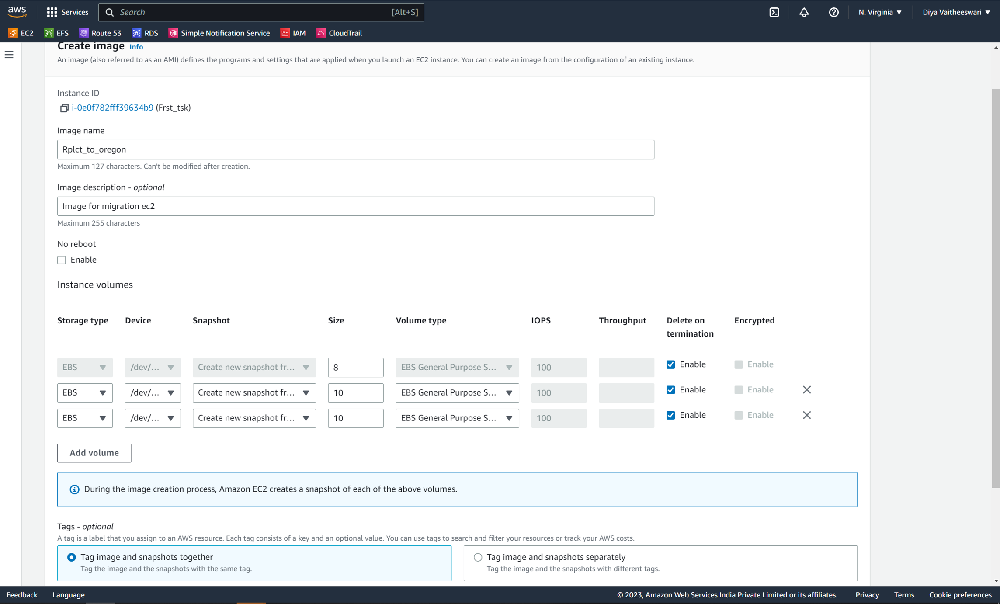 aws
Services
Search
[Alt+S]
N. Virginia
Diya Vaitheeswari
EC2
EFS
Route 53
RDS
Simple Notification Service
IAM
CloudTrail
Create image Info
An image (also referred to as an AMI) defines the programs and settings that are applied when you launch an EC2 instance. You can create an image from the configuration of an existing instance.
Instance ID
i-0e0f782fff39634b9 (Frst_tsk)
Image name
Rplct_to_oregon
Maximum 127 characters. Can't be modified after creation.
Image description - optional
Image for migration ec2
Maximum 255 characters
No reboot
Enable
Instance volumes
Storage type Device Snapshot Size Volume type IOPS Throughput Delete on termination Encrypted
EBS /dev/... Create new snapshot fr... 8 EBS General Purpose S... 100 Enable Enable
EBS /dev/... Create new snapshot fr... 10 EBS General Purpose S... 100 Enable Enable
EBS /dev/... Create new snapshot fr... 10 EBS General Purpose S... 100 Enable Enable
Add volume
During the image creation process, Amazon EC2 creates a snapshot of each of the above volumes.
Tags - optional
A tag is a label that you assign to an AWS resource. Each tag consists of a key and an optional value. You can use tags to search and filter your resources or track your AWS costs.
Tag image and snapshots together
Tag the image and the snapshots with the same tag.
Tag image and snapshots separately
Tag the image and the snapshots with different tags.
Feedback
Language
© 2023, Amazon Web Services India Private Limited or its affiliates.
Privacy
Terms
Cookie preferences